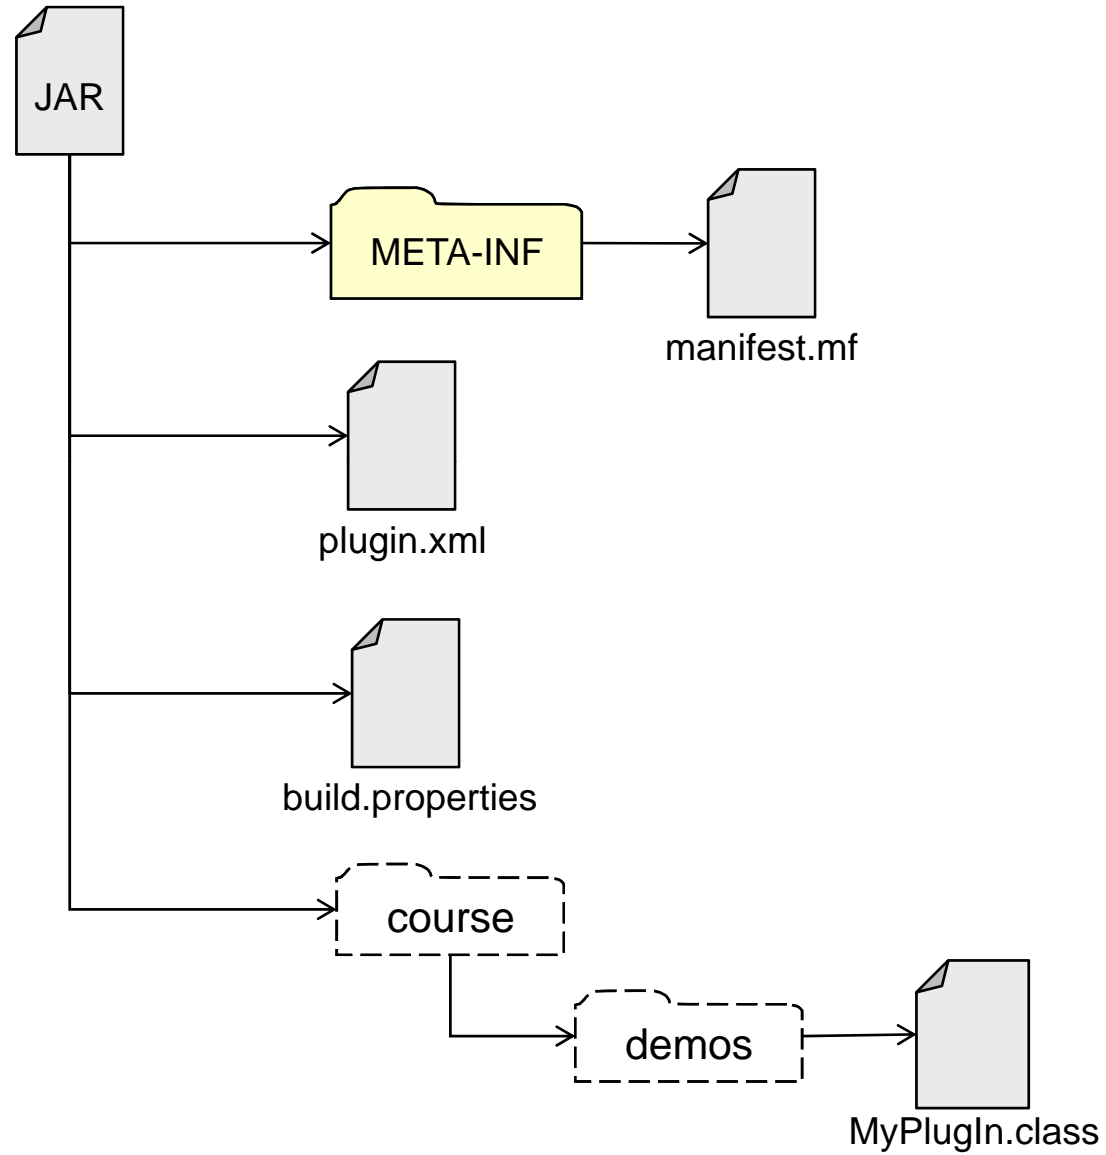 JAR
META-INF
manifest.mf
plugin.xml
build.properties
course
demos
MyPlugIn.class